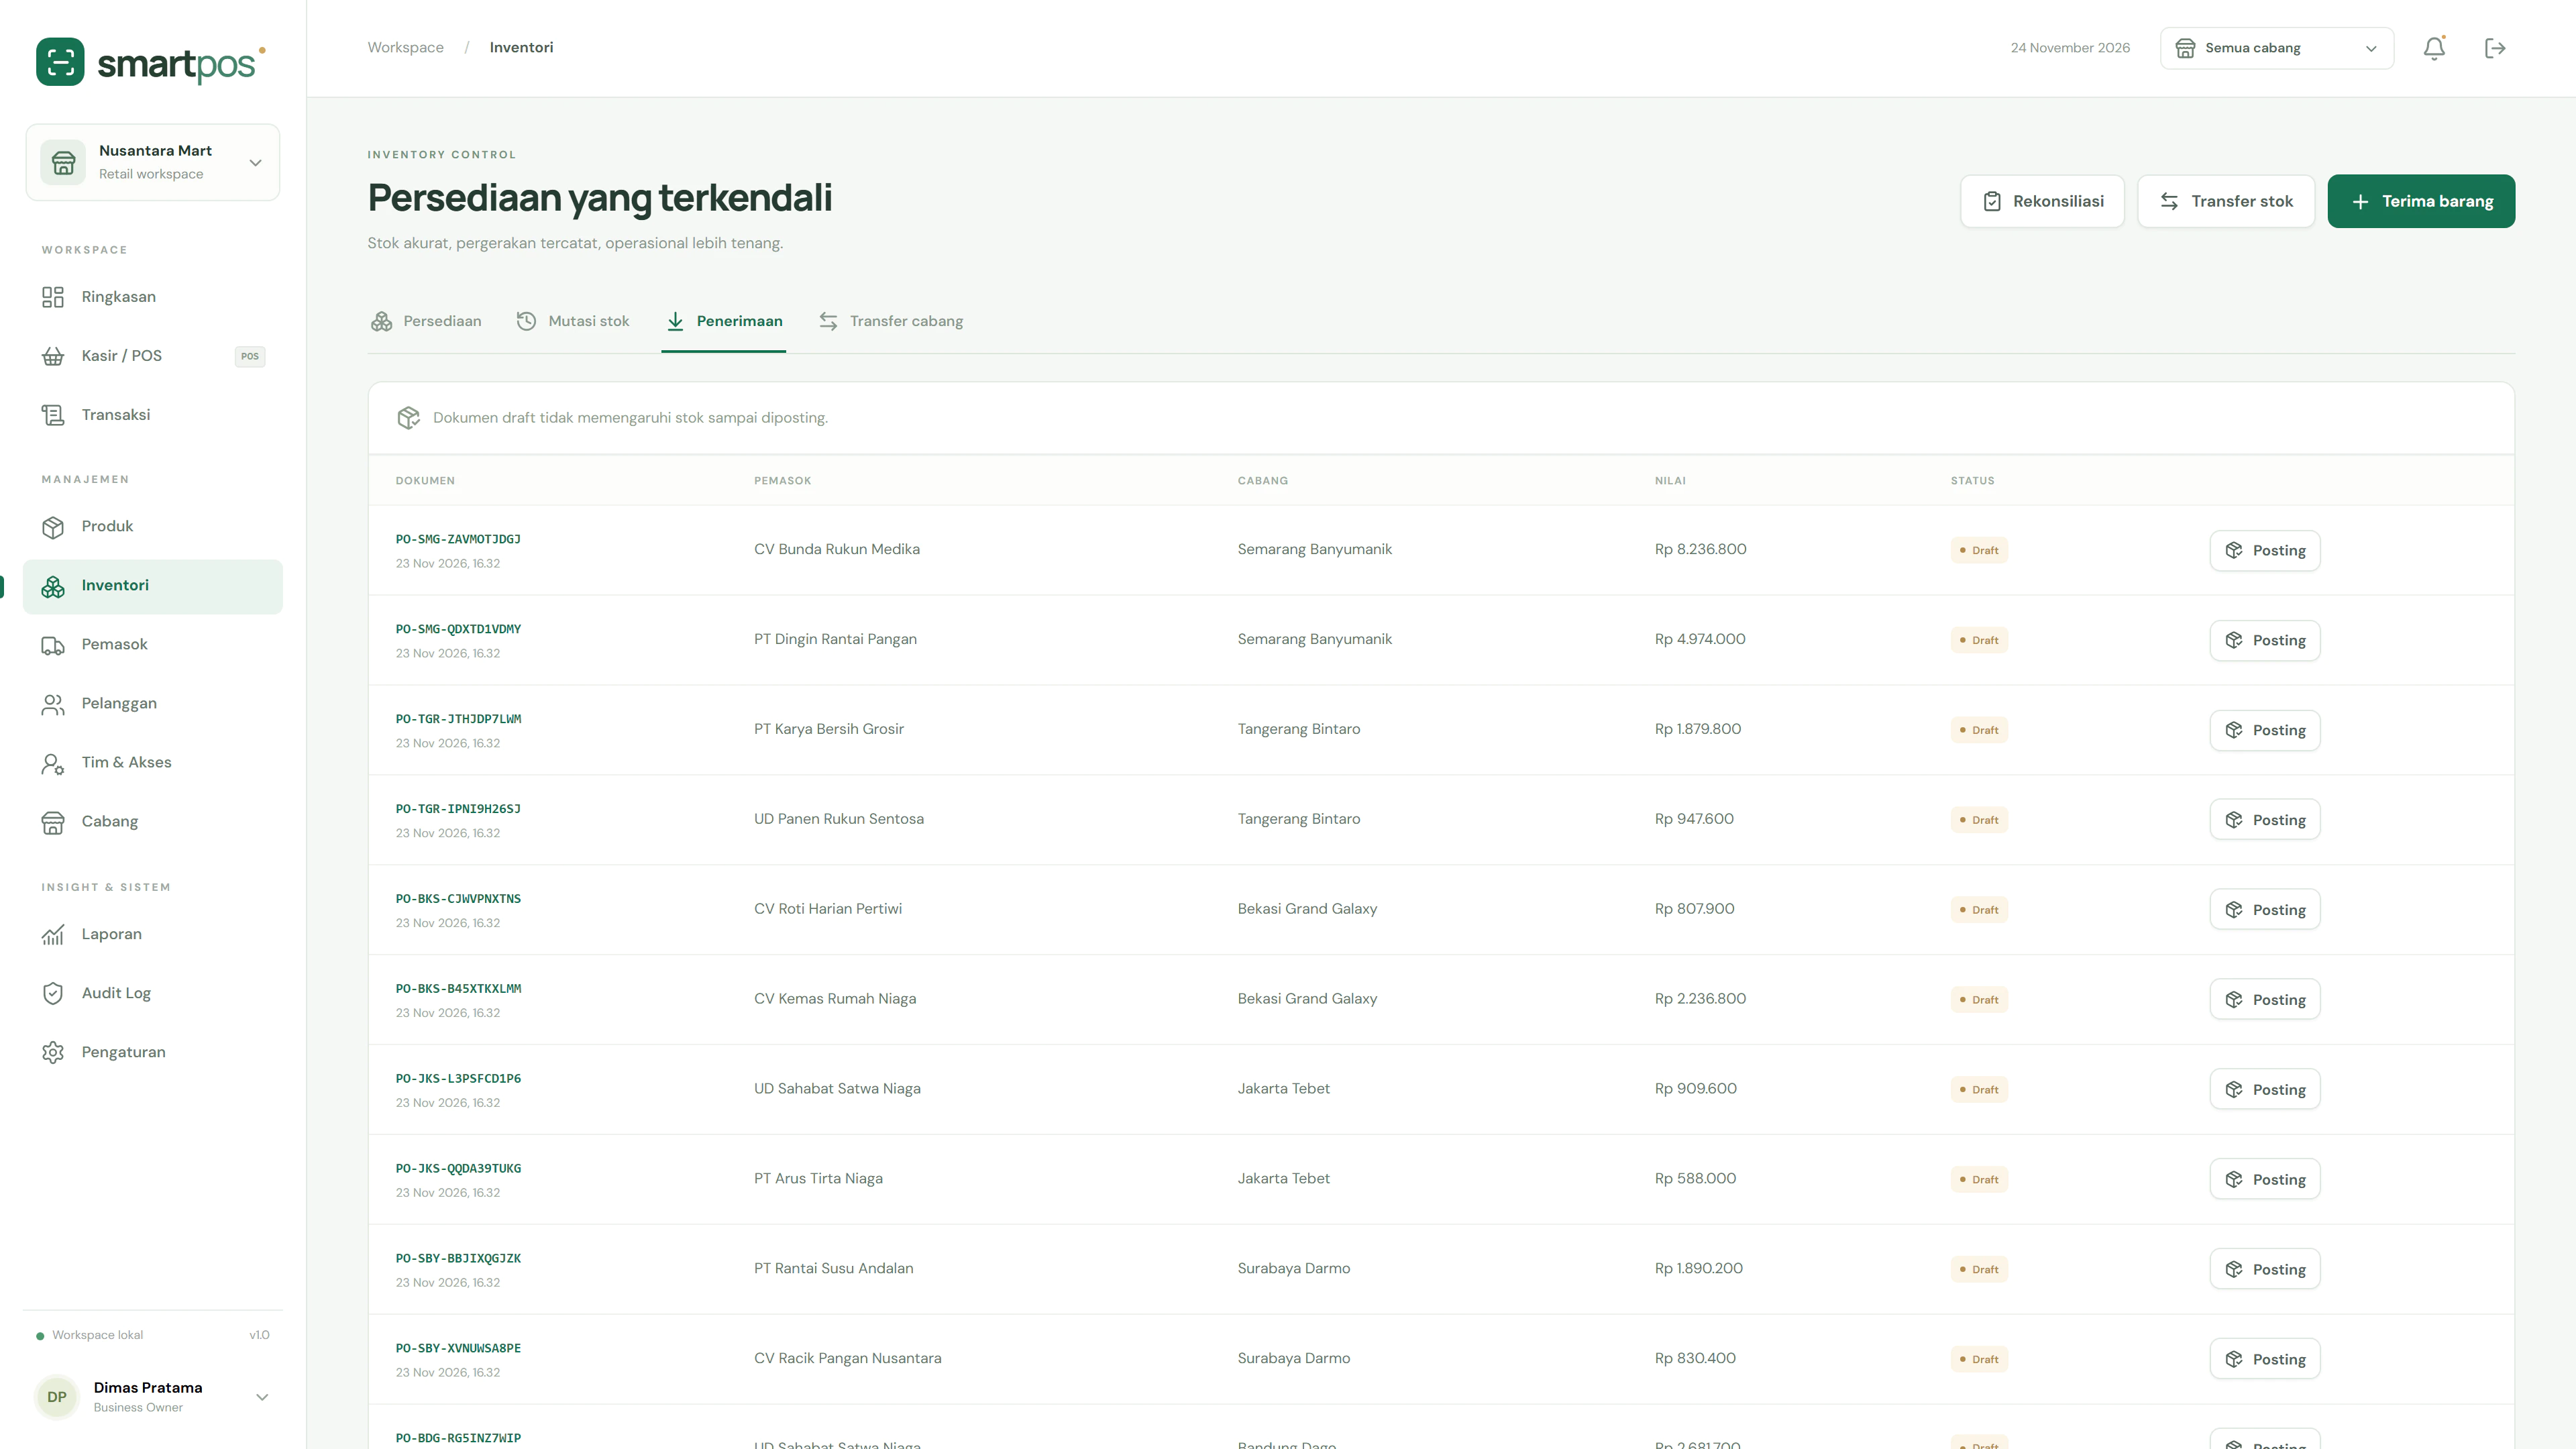 smartpos
Nusantara Mart
Retail workspace
WORKSPACE
Ringkasan
Kasir / POS
POS
Transaksi
MANAJEMEN
Produk
Inventori
Pemasok
Pelanggan
Tim & Akses
Cabang
INSIGHT & SISTEM
Laporan
Audit Log
Pengaturan
Workspace lokal
v1.0
DP
Dimas Pratama
Business Owner
Workspace / Inventori
24 November 2026
Semua cabang
INVENTORY CONTROL
Persediaan yang terkendali
Stok akurat, pergerakan tercatat, operasional lebih tenang.
Rekonsiliasi
Transfer stok
Terima barang
Persediaan
Mutasi stok
Penerimaan
Transfer cabang
Dokumen draft tidak memengaruhi stok sampai diposting.
DOKUMEN PEMASOK CABANG NILAI STATUS
PO-SMG-ZAVMOTJDGJ
23 Nov 2026, 16.32
CV Bunda Rukun Medika
Semarang Banyumanik
Rp 8.236.800
Draft
Posting
PO-SMG-QDXTD1VDMY
23 Nov 2026, 16.32
PT Dingin Rantai Pangan
Semarang Banyumanik
Rp 4.974.000
Draft
Posting
PO-TGR-JTHJDP7LWM
23 Nov 2026, 16.32
PT Karya Bersih Grosir
Tangerang Bintaro
Rp 1.879.800
Draft
Posting
PO-TGR-IPNI9H26SJ
23 Nov 2026, 16.32
UD Panen Rukun Sentosa
Tangerang Bintaro
Rp 947.600
Draft
Posting
PO-BKS-CJWVPNXTNS
23 Nov 2026, 16.32
CV Roti Harian Pertiwi
Bekasi Grand Galaxy
Rp 807.900
Draft
Posting
PO-BKS-B45XTKXLMM
23 Nov 2026, 16.32
CV Kemas Rumah Niaga
Bekasi Grand Galaxy
Rp 2.236.800
Draft
Posting
PO-JKS-L3PSFCD1P6
23 Nov 2026, 16.32
UD Sahabat Satwa Niaga
Jakarta Tebet
Rp 909.600
Draft
Posting
PO-JKS-QQDA39TUKG
23 Nov 2026, 16.32
PT Arus Tirta Niaga
Jakarta Tebet
Rp 588.000
Draft
Posting
PO-SBY-BBJIXQGJZK
23 Nov 2026, 16.32
PT Rantai Susu Andalan
Surabaya Darmo
Rp 1.890.200
Draft
Posting
PO-SBY-XVNUWSA8PE
23 Nov 2026, 16.32
CV Racik Pangan Nusantara
Surabaya Darmo
Rp 830.400
Draft
Posting
PO-BDG-RG5INZ7WIP
UD Sahabat Satwa Niaga
Bandung Dago
Rp 2.681.700
Draft
Posting